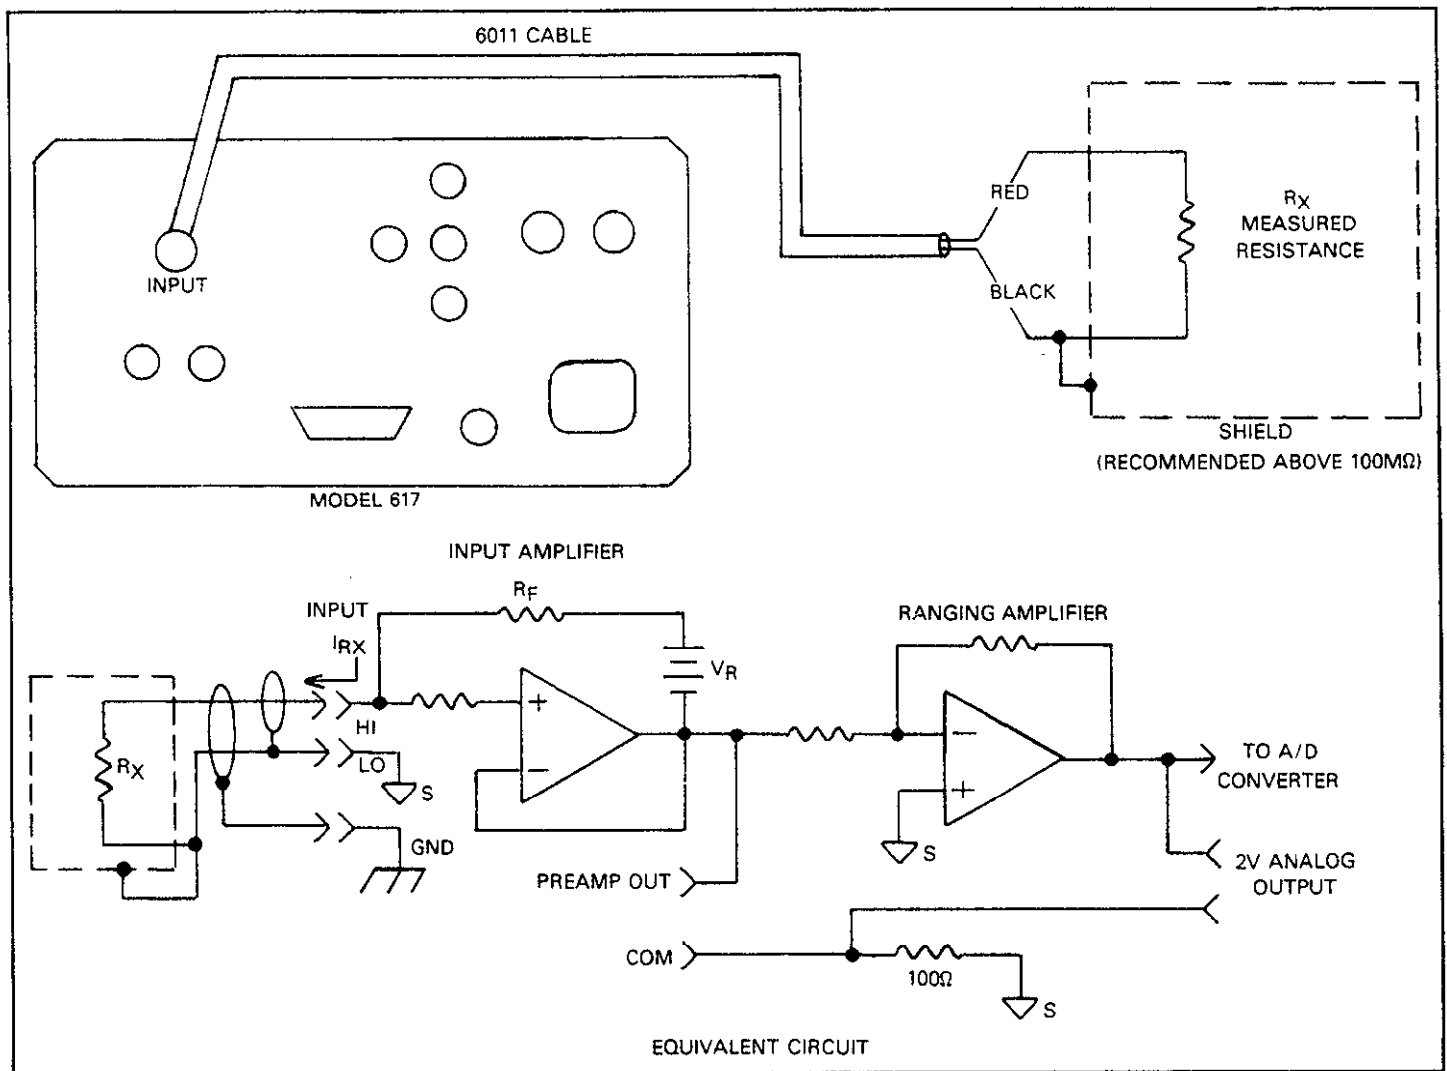 6011 CABLE
INPUT
MODEL 617
RED
BLACK
RX
MEASURED
RESISTANCE
SHIELD
(RECOMMENDED ABOVE 100MΩ)
INPUT AMPLIFIER
INPUT
IRX
RF
VR
RANGING AMPLIFIER
RX
HI
LO
S
GND
+
−
−
+
S
PREAMP OUT
TO A/D
CONVERTER
2V ANALOG
OUTPUT
COM
100Ω
S
EQUIVALENT CIRCUIT